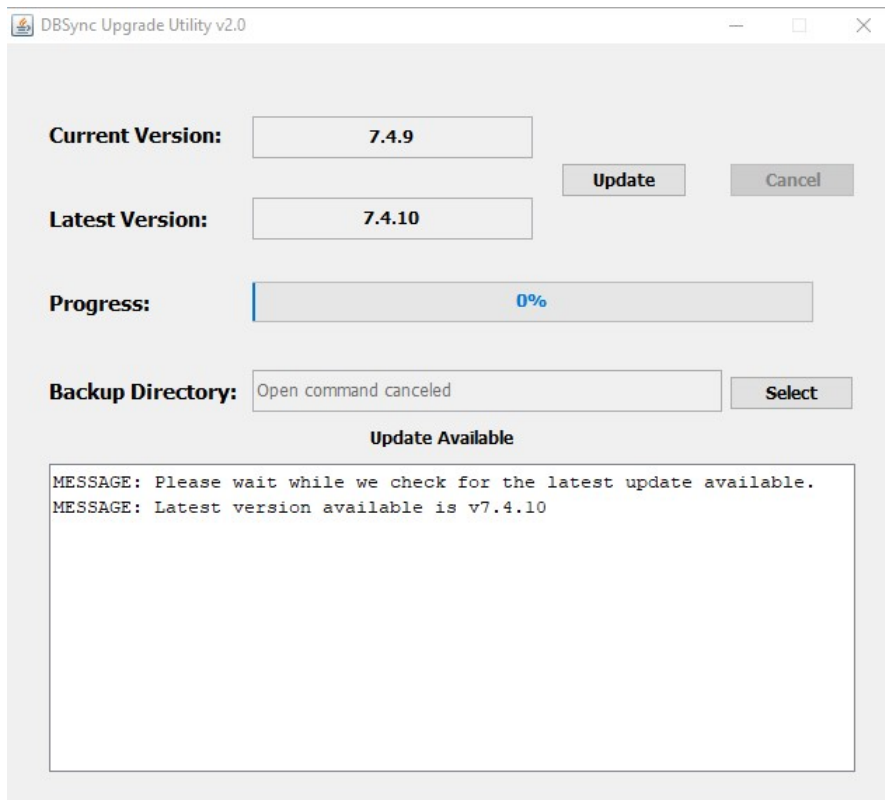 DBSync Upgrade Utility v2.0
Current Version:
7.4.9
Update
Cancel
Latest Version:
7.4.10
Progress:
0%
Backup Directory:
Open command canceled
Select
Update Available
MESSAGE: Please wait while we check for the latest update available.
MESSAGE: Latest version available is v7.4.10